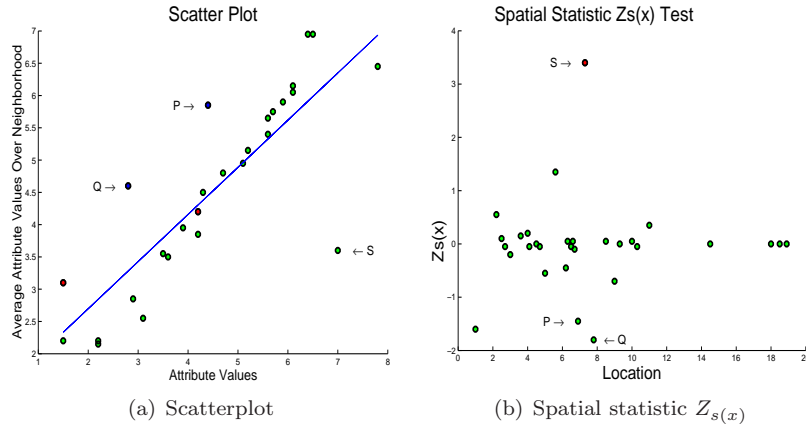 Scatter Plot
Average Attribute Values Over Neighborhood
7
6.5
6
5.5
5
4.5
4
3.5
3
2.5
2
P →
Q →
← S
1 2 3 4 5 6 7 8
Attribute Values
(a) Scatterplot
Spatial Statistic Zs(x) Test
Zs(x)
4
3
2
1
0
−1
−2
S →
P →
← Q
0 2 4 6 8 10 12 14 16 18 20
Location
(b) Spatial statistic Zs(x)